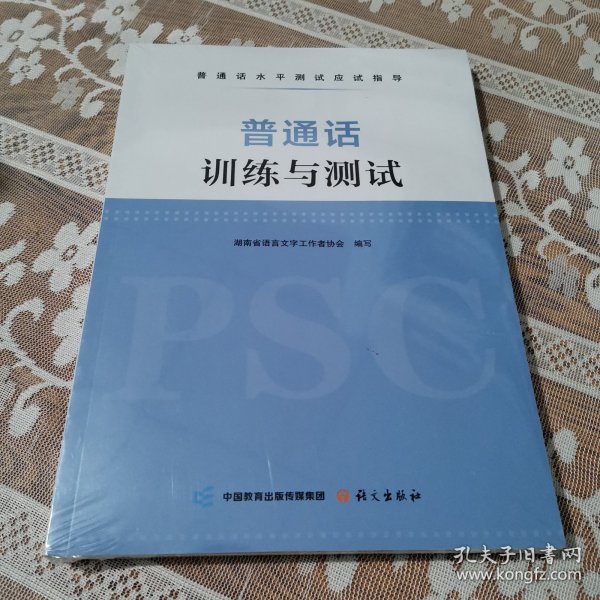 普通话水平测试应试指导
普通话
训练与测试
湖南省语言文字工作者协会 编写
PSC
中国教育出版传媒集团 语文出版社
孔夫子旧书网
www.kongfz.com